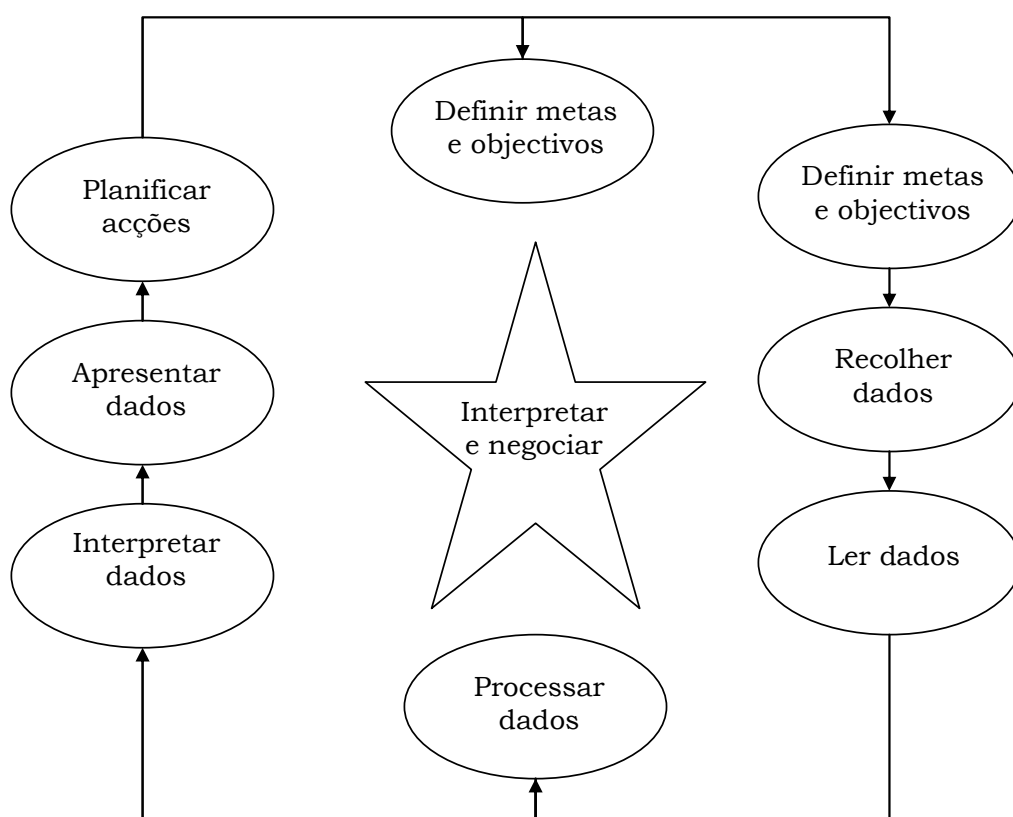 Definir metas
e objectivos
Definir metas
e objectivos
Planificar
acções
Recolher
dados
Apresentar
dados
Interpretar
e negociar
Interpretar
dados
Ler dados
Processar
dados